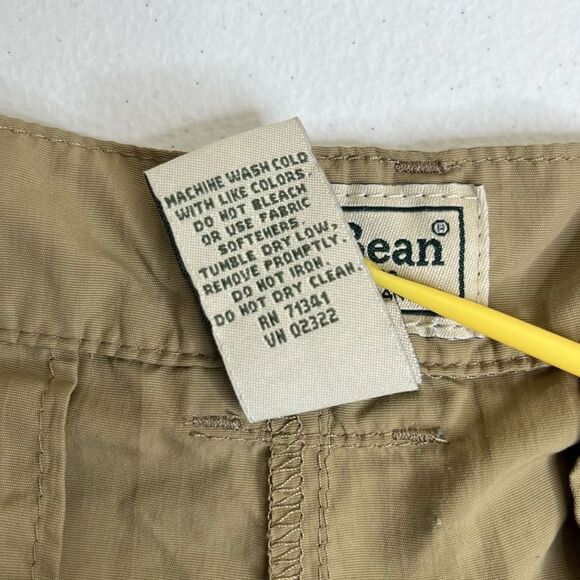 MACHINE WASH COLD
WITH LIKE COLORS.
DO NOT BLEACH
OR USE FABRIC
SOFTENERS.
TUMBLE DRY LOW,
REMOVE PROMPTLY.
DO NOT IRON.
DO NOT DRY CLEAN.
RN 71341
VN 02322
Bean ®